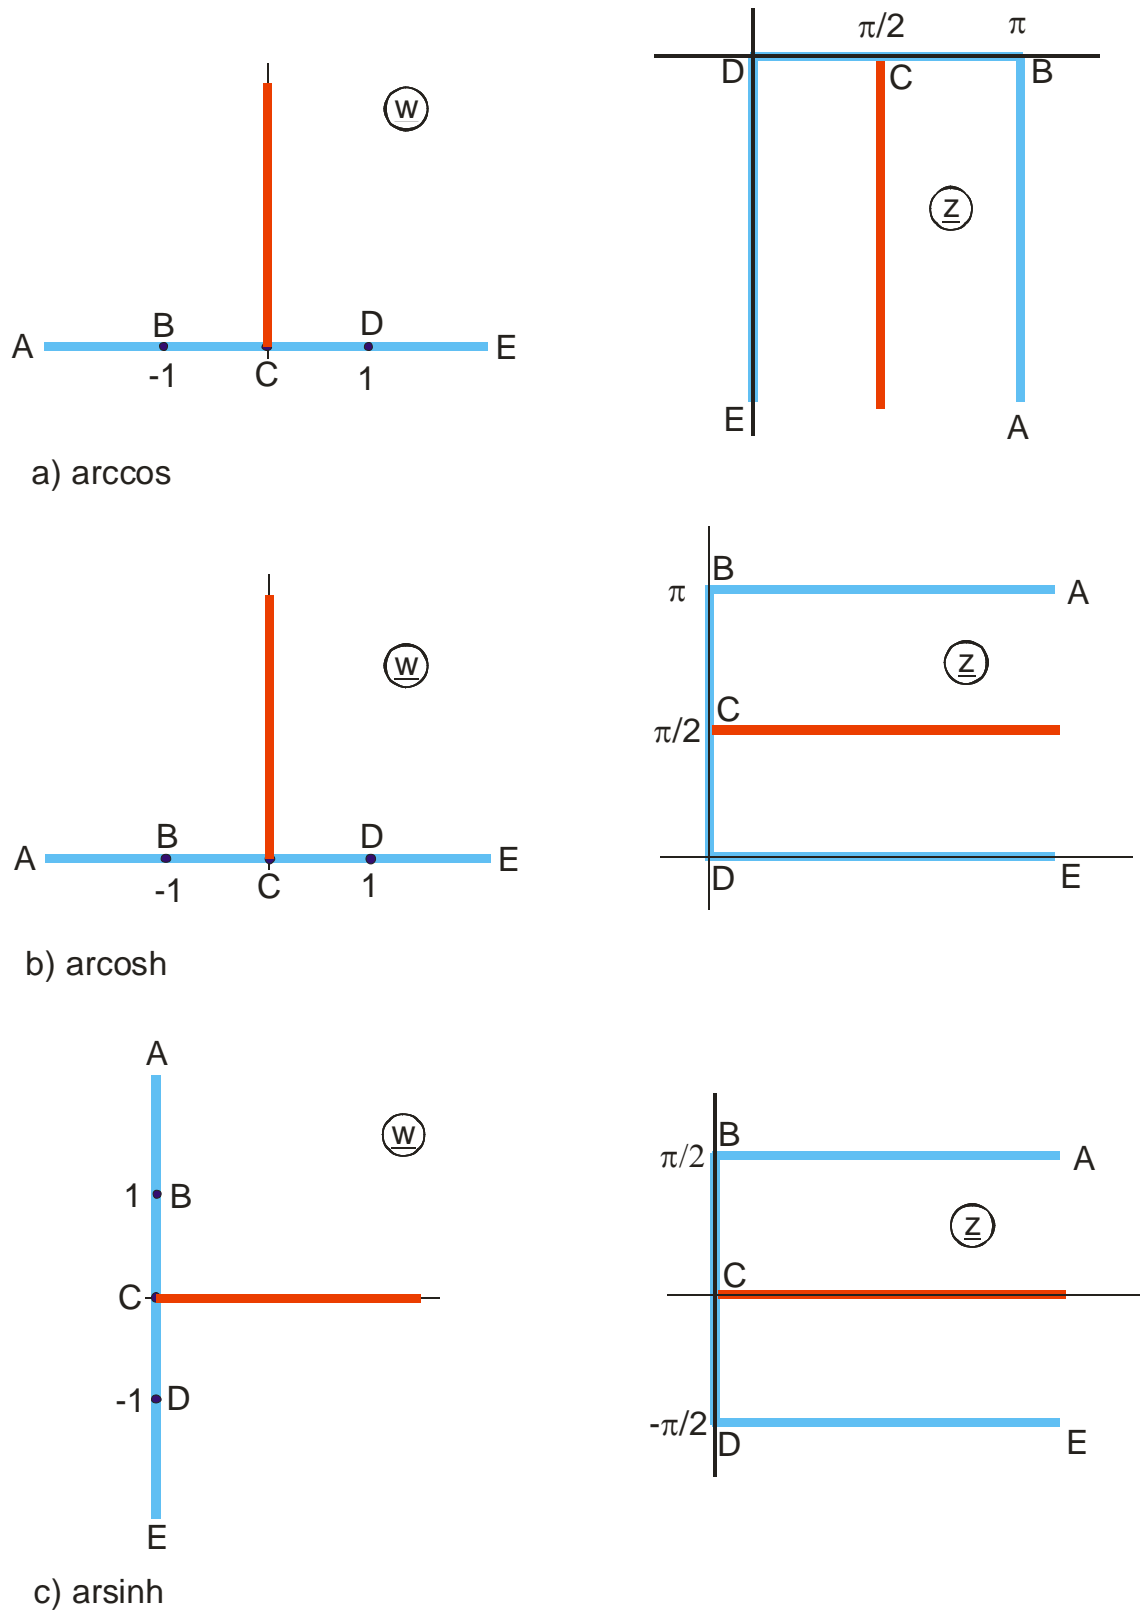 π/2 π
w
D C B
z
B D
A E
-1 C 1
E A
a) arccos
B
π A
w z
C
π/2
B D
A E
-1 C 1
D E
b) arcosh
A
w
B
π/2 A
1 B
z
C C
-1 D
-π/2
D E
E
c) arsinh